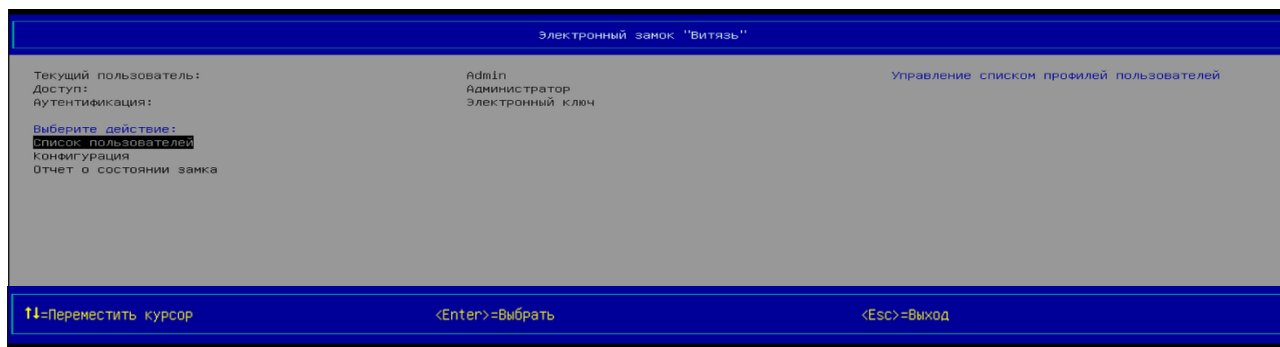 Электронный замок "Витязь"
Текущий пользователь: Admin Управление списком профилей пользователей
Доступ: Администратор
Аутентификация: Электронный ключ
Выберите действие:
Список пользователей
Конфигурация
Отчет о состоянии замка
↑↓=Переместить курсор <Enter>=Выбрать <Esc>=Выход